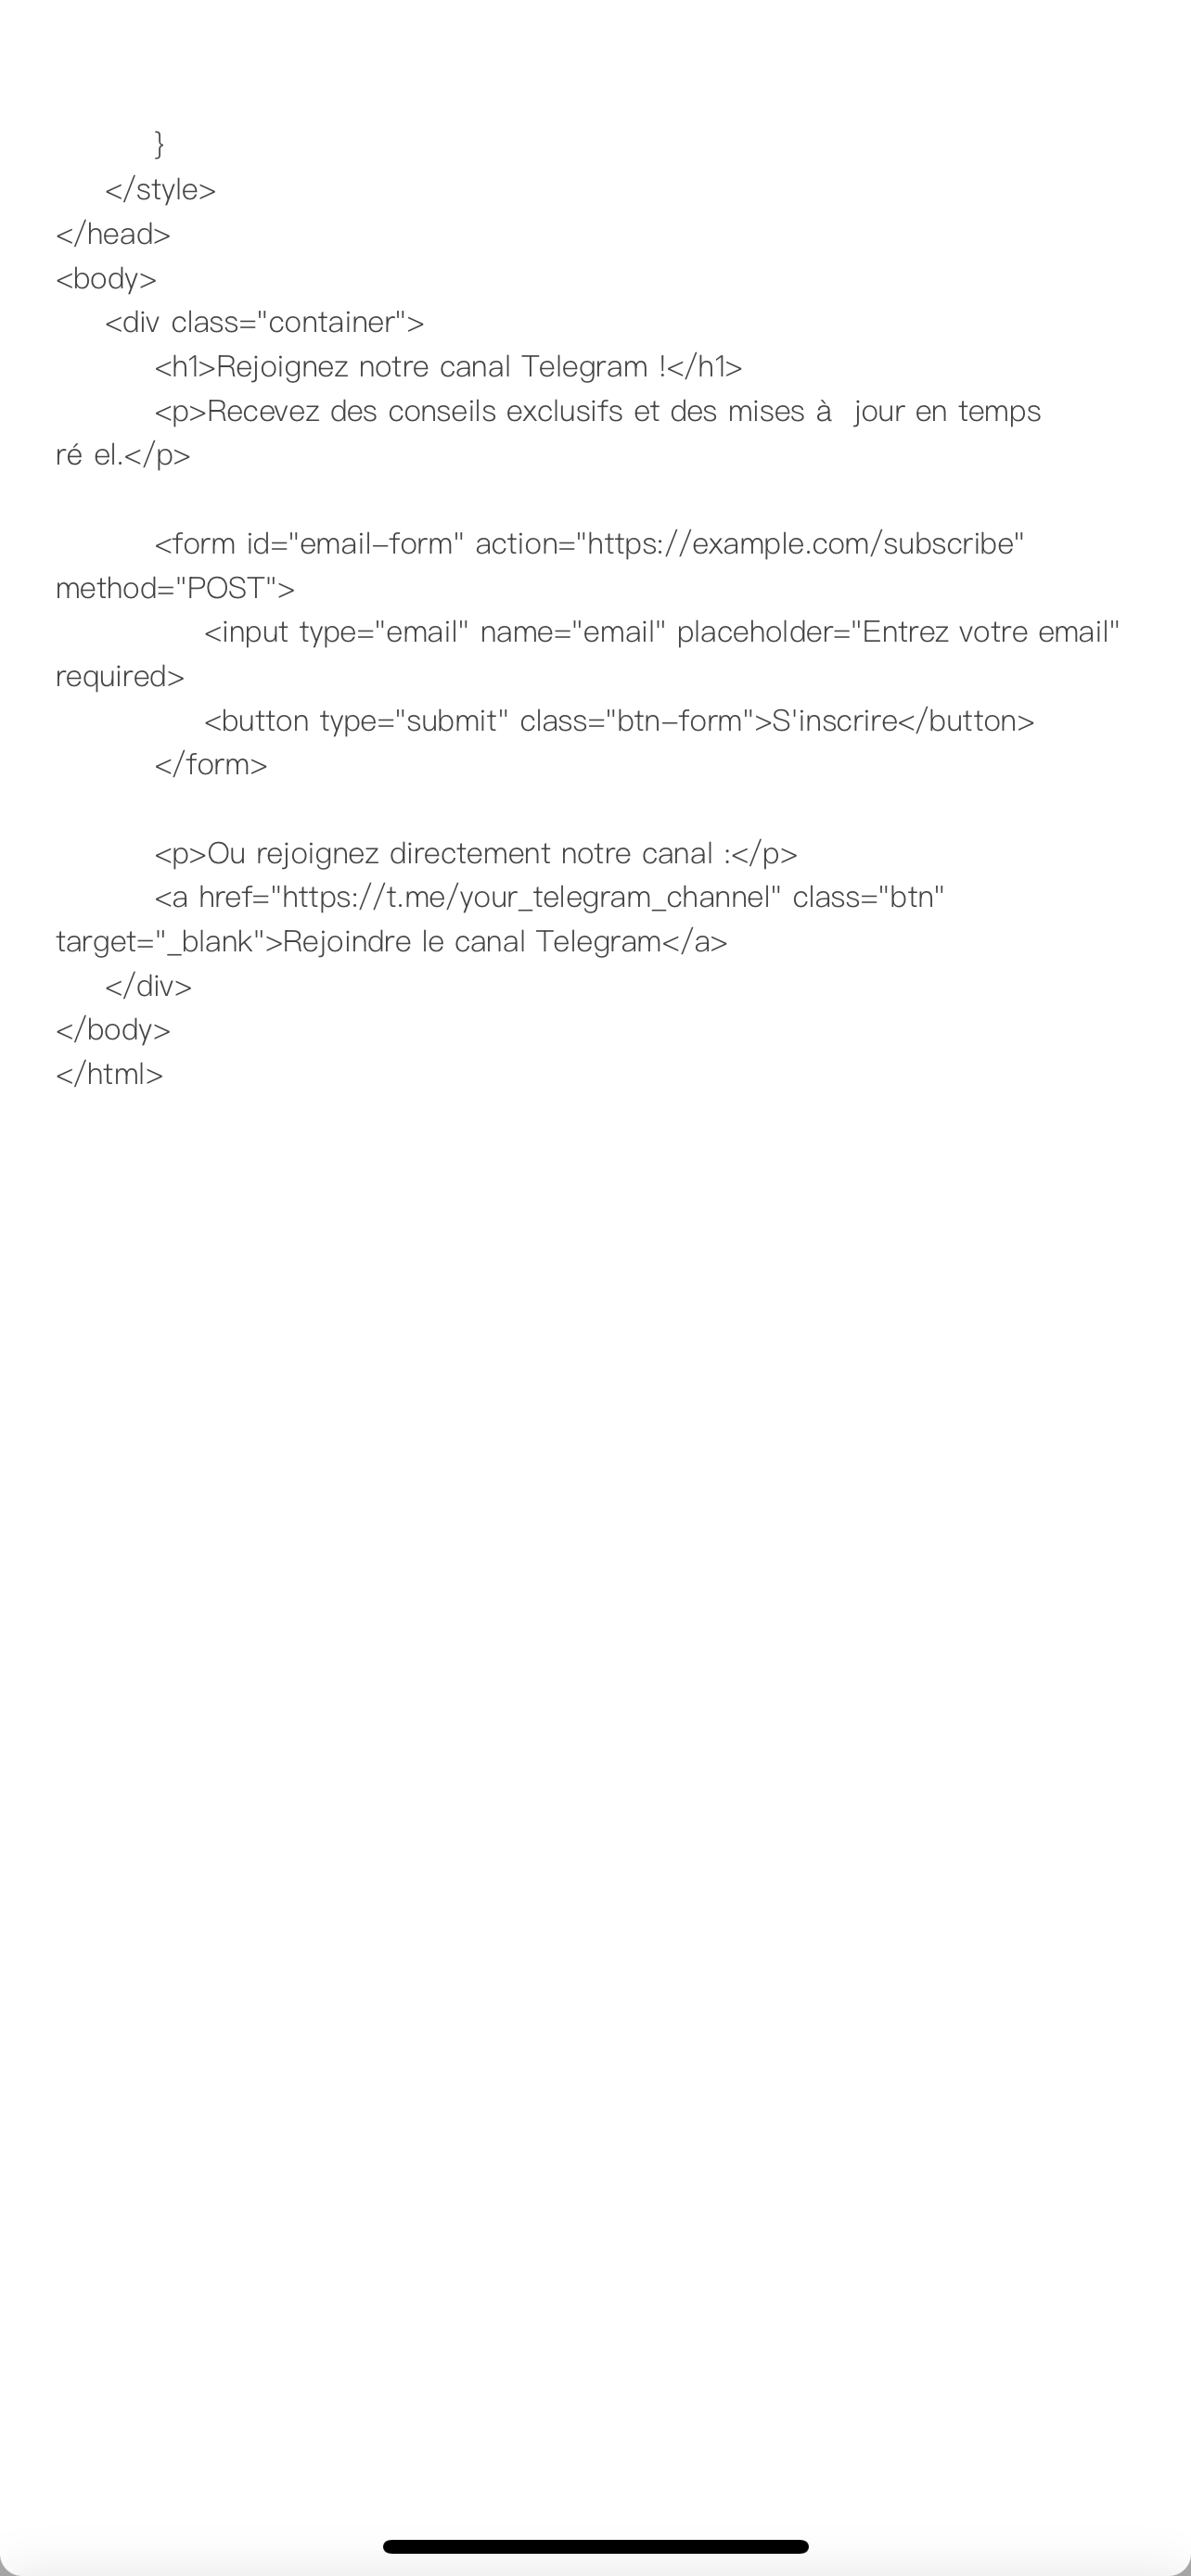 }
</style>
</head>
<body>
<div class="container">
<h1>Rejoignez notre canal Telegram !</h1>
<p>Recevez des conseils exclusifs et des mises à  jour en temps
ré el.</p>
<form id="email-form" action="https://example.com/subscribe"
method="POST">
<input type="email" name="email" placeholder="Entrez votre email"
required>
<button type="submit" class="btn-form">S'inscrire</button>
</form>
<p>Ou rejoignez directement notre canal :</p>
<a href="https://t.me/your_telegram_channel" class="btn"
target="_blank">Rejoindre le canal Telegram</a>
</div>
</body>
</html>